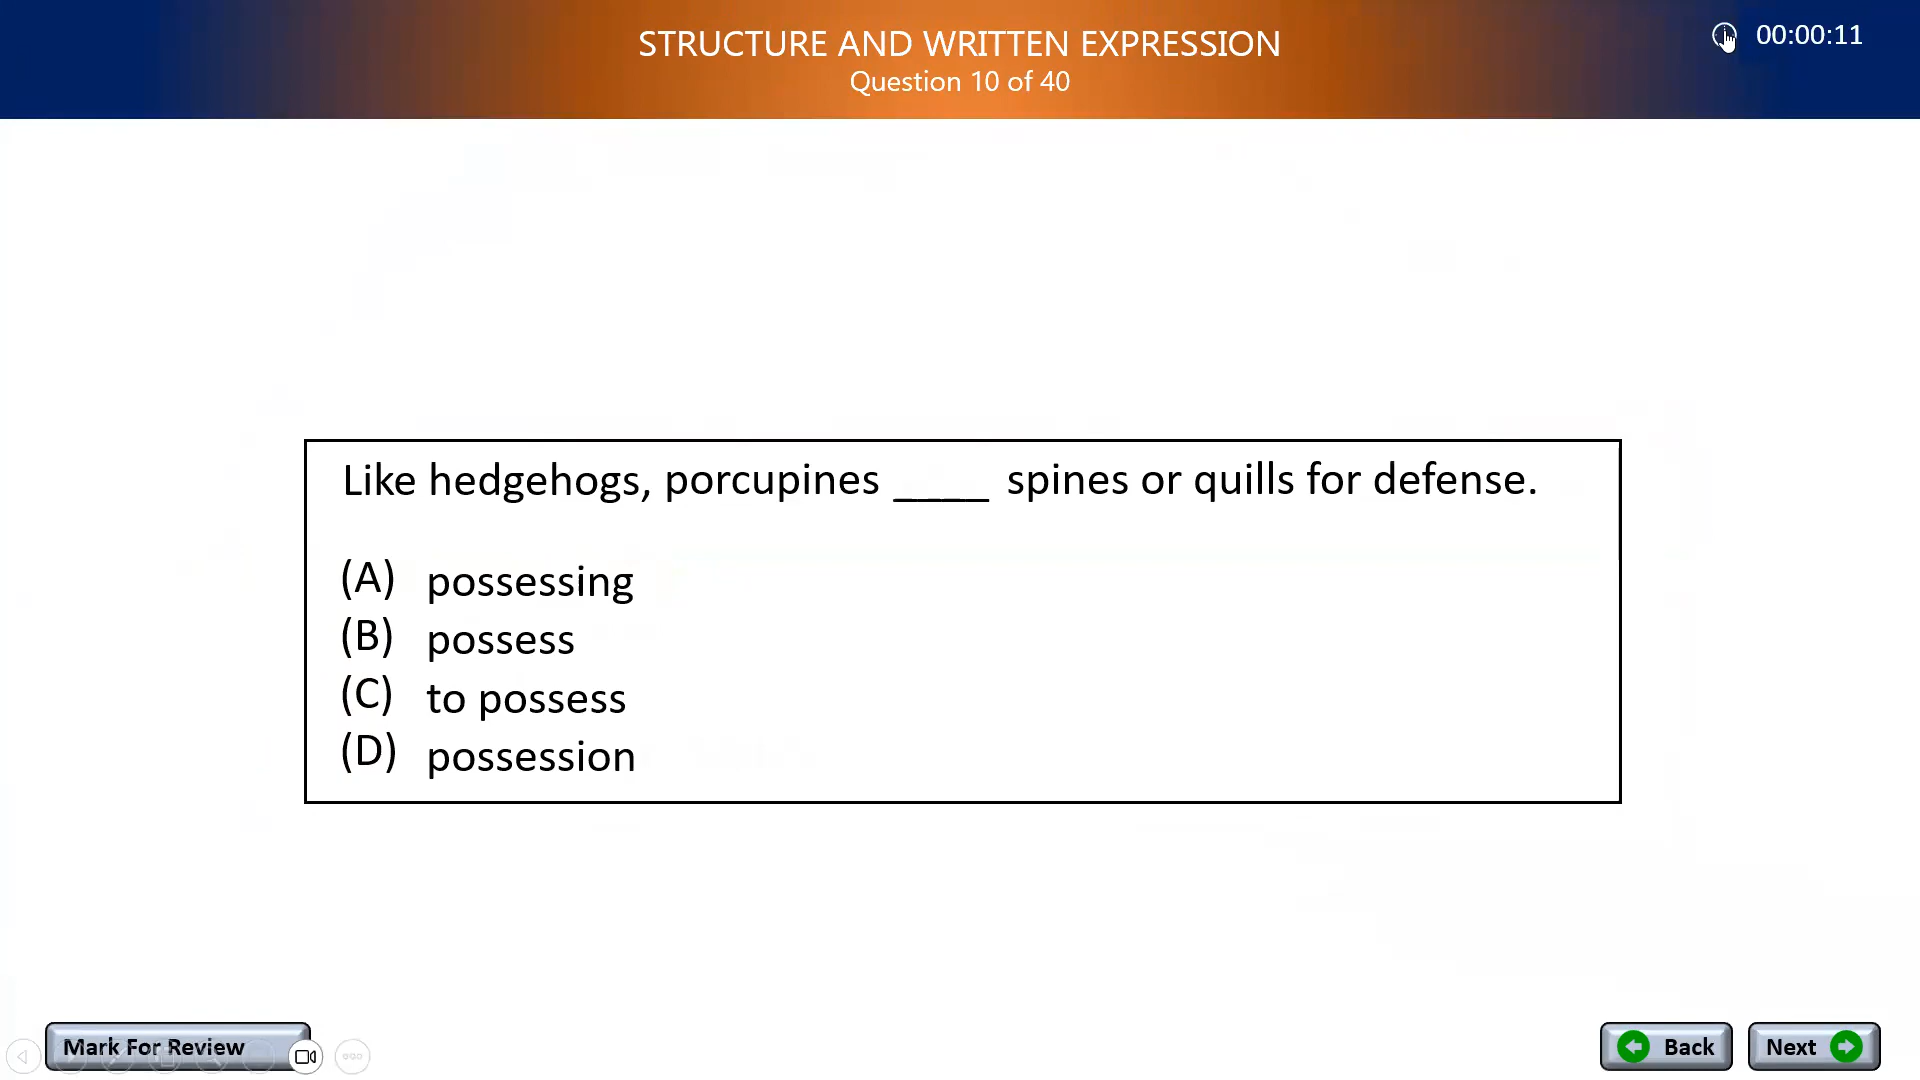 STRUCTURE AND WRITTEN EXPRESSION
Question 10 of 40
00:00:11
Like hedgehogs, porcupines ____ spines or quills for defense.
(A) possessing
(B) possess
(C) to possess
(D) possession
Mark For Review
Back
Next